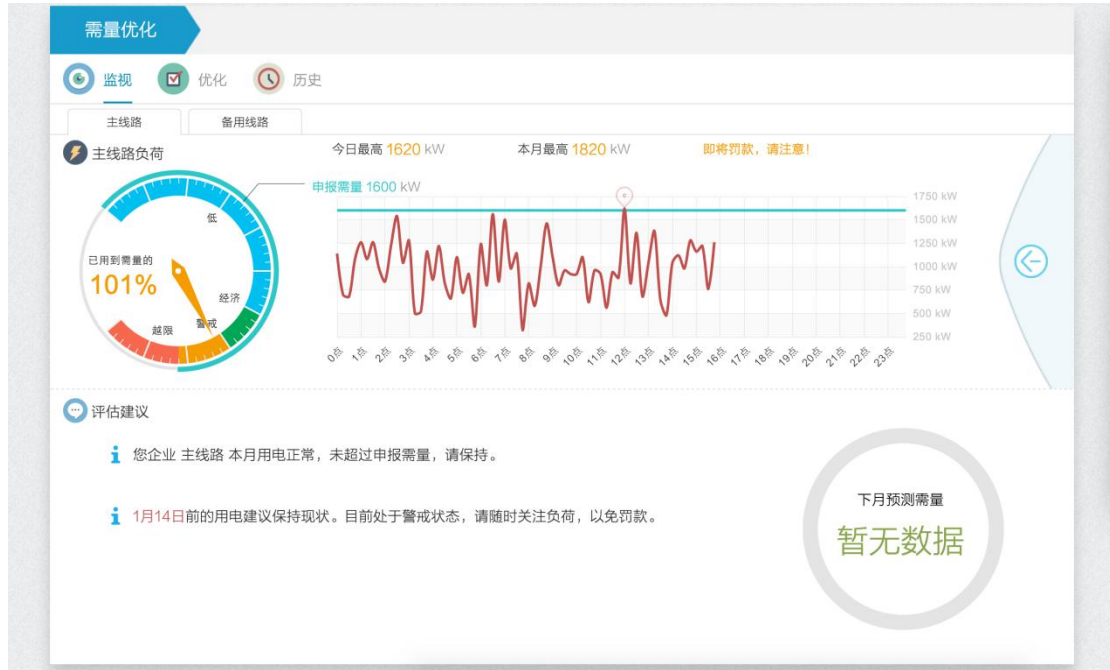 需量优化
监视
优化
历史
主线路
备用线路
主线路负荷
今日最高 1620 kW
本月最高 1820 kW
即将罚款，请注意！
申报需量 1600 kW
低
经济
警戒
越限
已用到需量的
101%
1750 kW
1500 kW
1250 kW
1000 kW
750 kW
500 kW
250 kW
0点 1点 2点 3点 4点 5点 6点 7点 8点 9点 10点 11点 12点 13点 14点 15点 16点 17点 18点 19点 20点 21点 22点 23点
评估建议
您企业 主线路 本月用电正常，未超过申报需量，请保持。
1月14日前的用电建议保持现状。目前处于警戒状态，请随时关注负荷，以免罚款。
下月预测需量
暂无数据